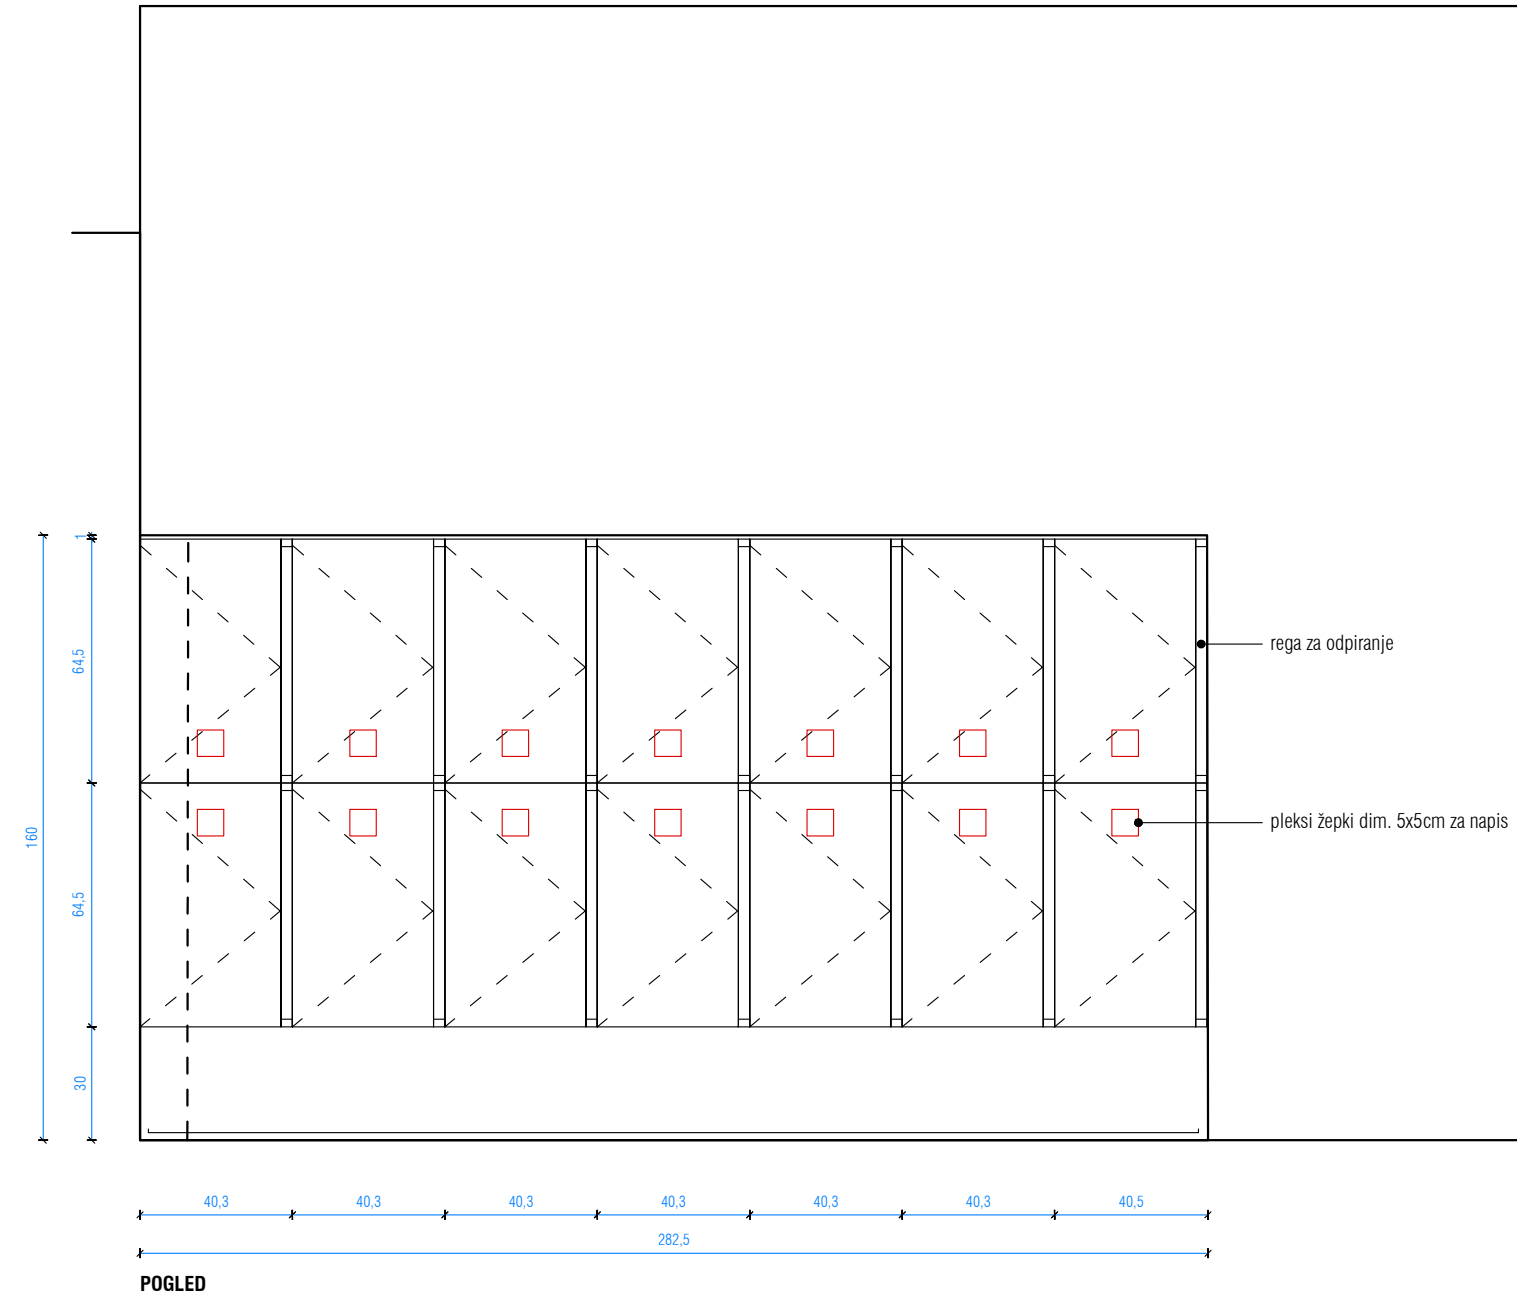 1
64,5
rega za odpiranje
160
pleksi žepki dim. 5x5cm za napis
64,5
30
40,3 40,3 40,3 40,3 40,3 40,3 40,5
282,5
POGLED